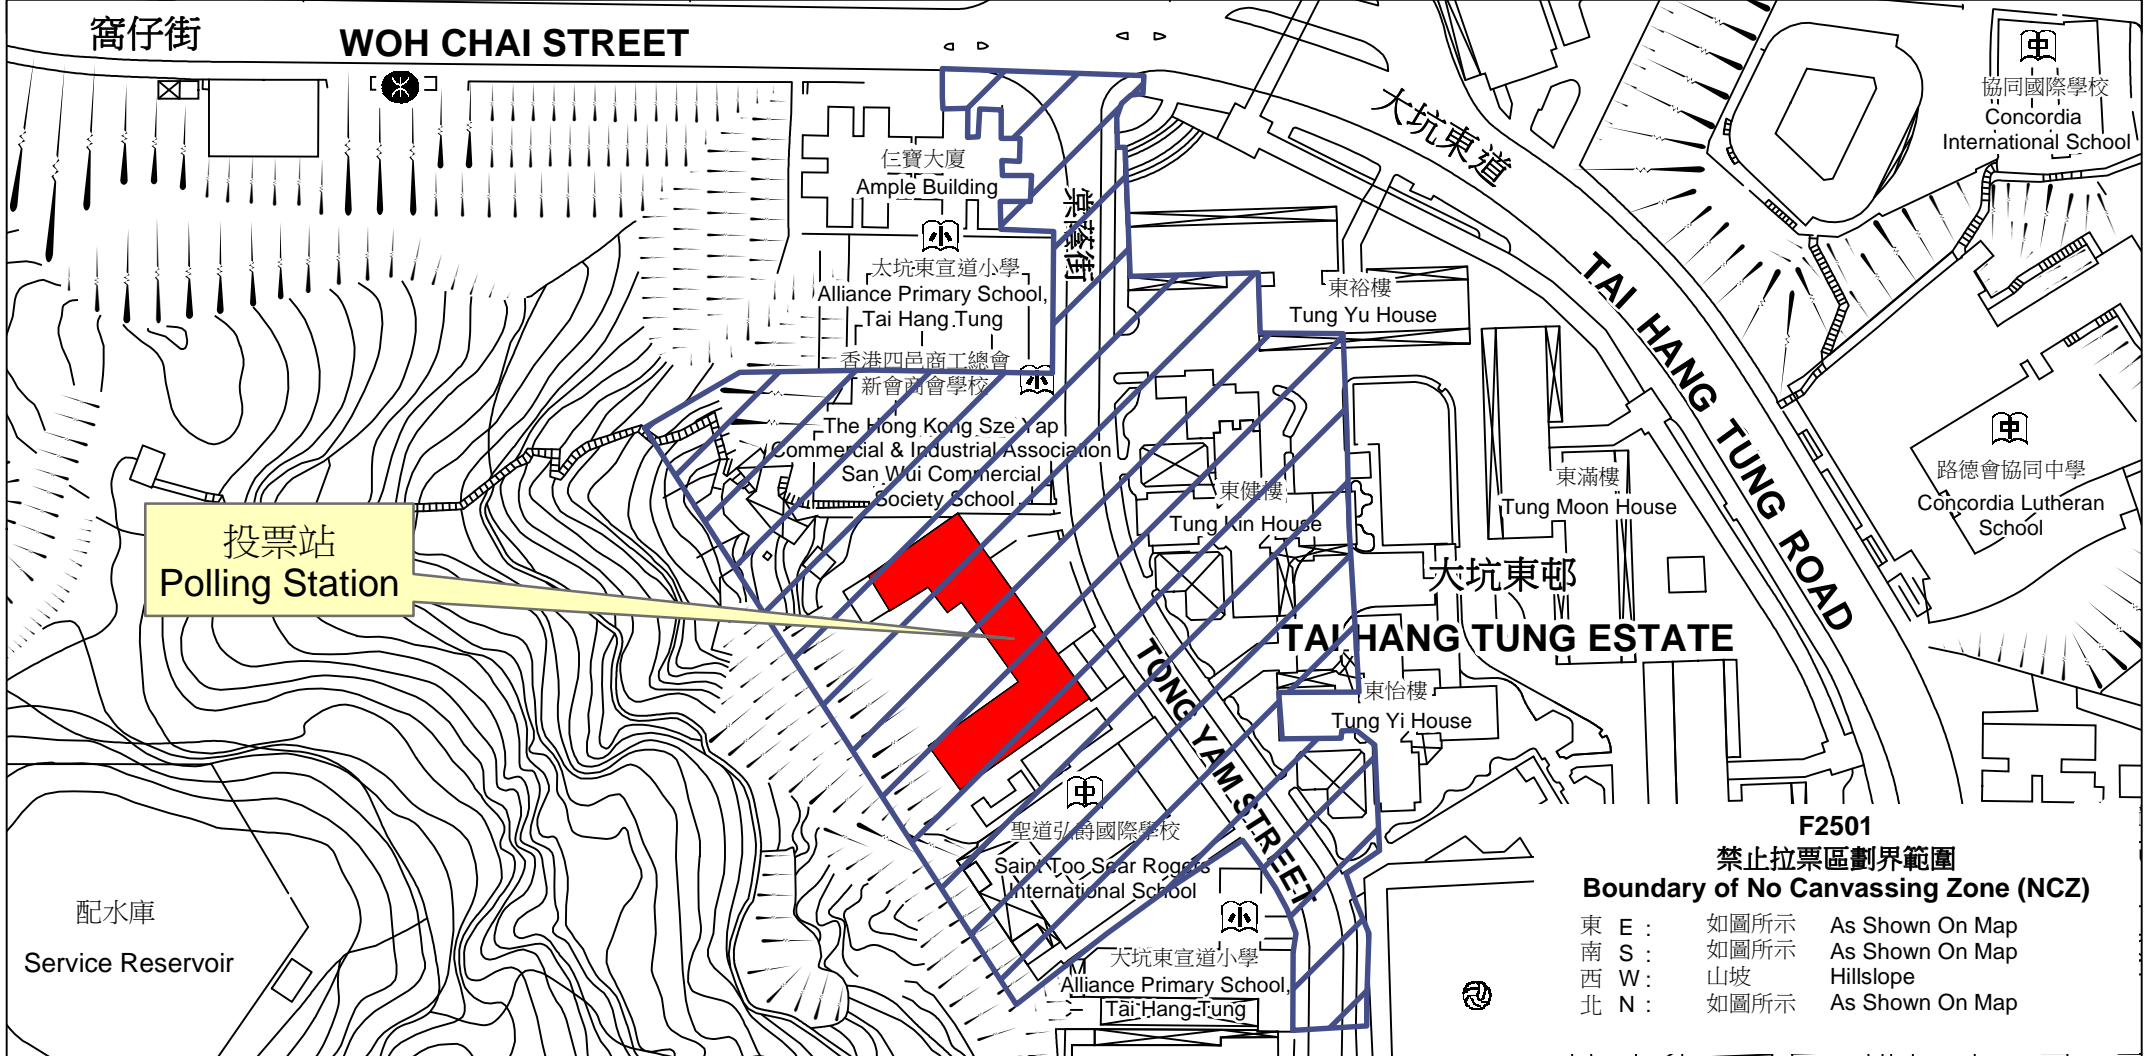 窩仔街
WOH CHAI STREET
大坑東道
TAI HANG TUNG ROAD
協同國際學校
Concordia
International School
仁寶大廈
Ample Building
棠蔭街
大坑東宣道小學
Alliance Primary School,
Tai Hang Tung
東裕樓
Tung Yu House
香港四邑商工總會
新會商會學校
The Hong Kong Sze Yap
Commercial & Industrial Association
San Wui Commercial
Society School
東健樓
Tung Kin House
東滿樓
Tung Moon House
路德會協同中學
Concordia Lutheran
School
投票站
Polling Station
大坑東邨
TAI HANG TUNG ESTATE
東怡樓
Tung Yi House
TONG YAM STREET
中
中
中
小
小
小
聖道弘爵國際學校
Saint Too Sear Rogers
International School
大坑東宣道小學
Alliance Primary School,
Tai Hang Tung
配水庫
Service Reservoir
F2501
禁止拉票區劃界範圍
Boundary of No Canvassing Zone (NCZ)
東 E : 如圖所示 As Shown On Map
南 S : 如圖所示 As Shown On Map
西 W : 山坡 Hillslope
北 N : 如圖所示 As Shown On Map